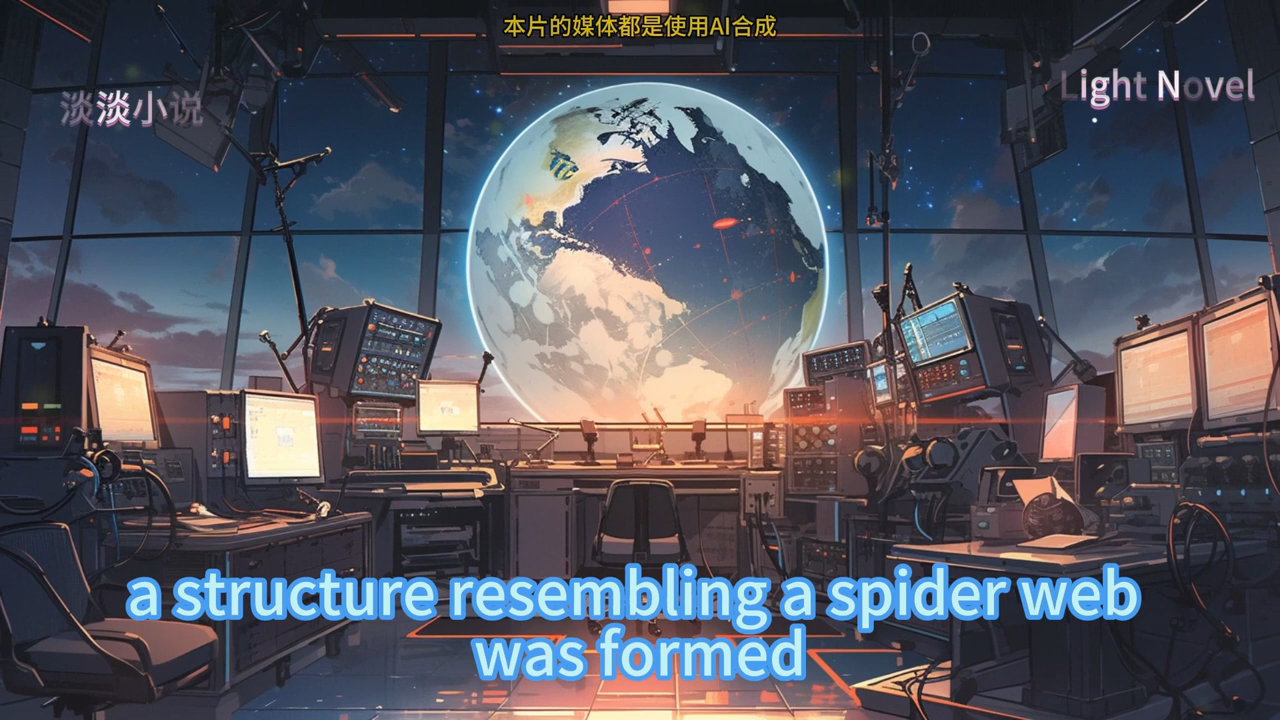 本片的媒体都是使用AI合成
淡淡小说
Light Novel
a structure resembling a spider web
was formed